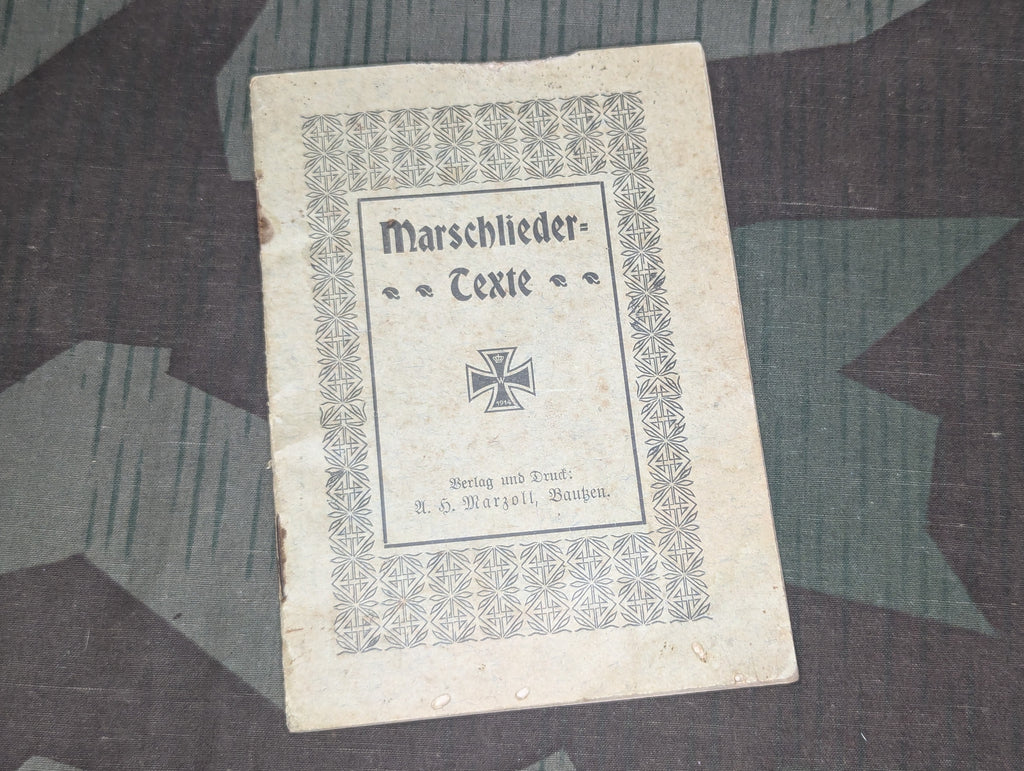 Marschlieder=
Texte
W
1914
Verlag und Druck:
A. H. Marzoll, Bautzen.